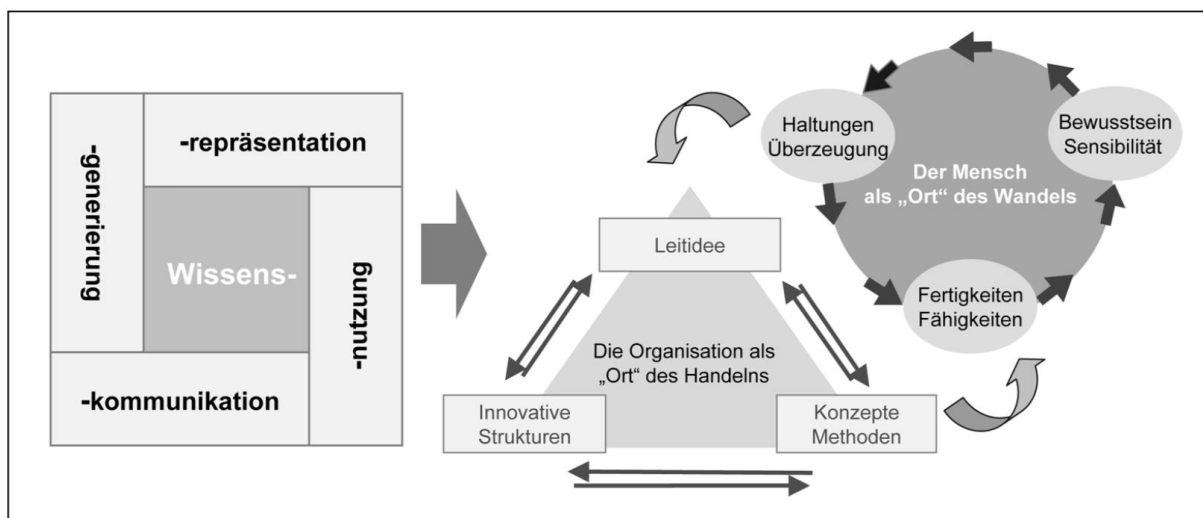 -generierung
-repräsentation
Wissens-
-nutzung
-kommunikation
Leitidee
Die Organisation als
„Ort“ des Handelns
Innovative
Strukturen
Konzepte
Methoden
Haltungen
Überzeugung
Bewusstsein
Sensibilität
Der Mensch
als „Ort“ des Wandels
Fertigkeiten
Fähigkeiten